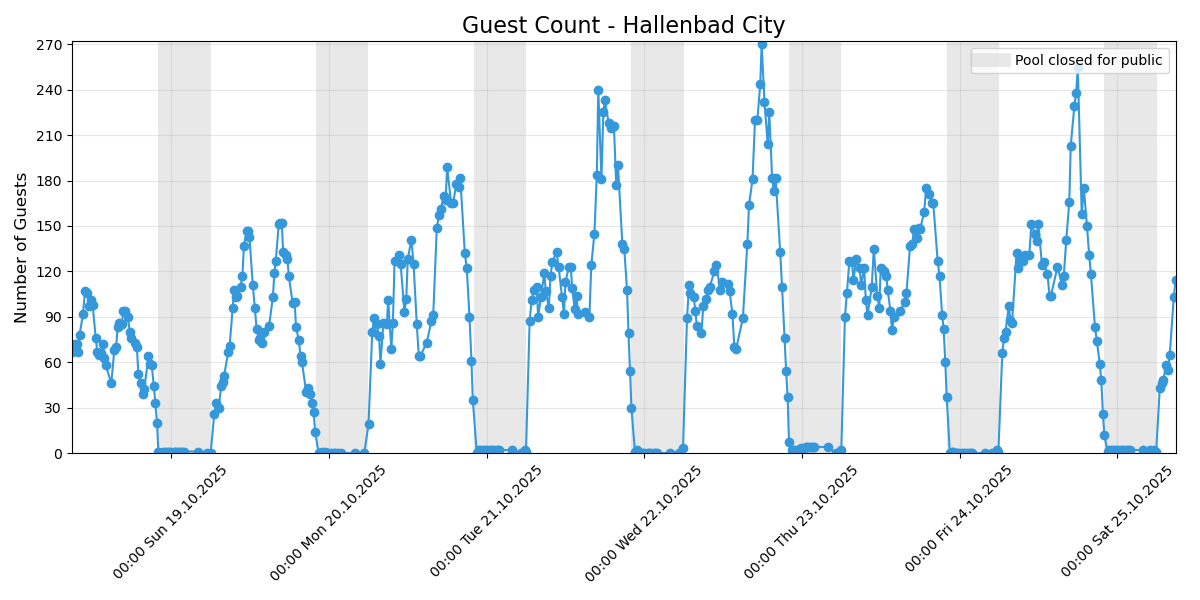 Guest Count - Hallenbad City
Pool closed for public
Number of Guests
270
240
210
180
150
120
90
60
30
0
00:00 Sun 19.10.2025
00:00 Mon 20.10.2025
00:00 Tue 21.10.2025
00:00 Wed 22.10.2025
00:00 Thu 23.10.2025
00:00 Fri 24.10.2025
00:00 Sat 25.10.2025